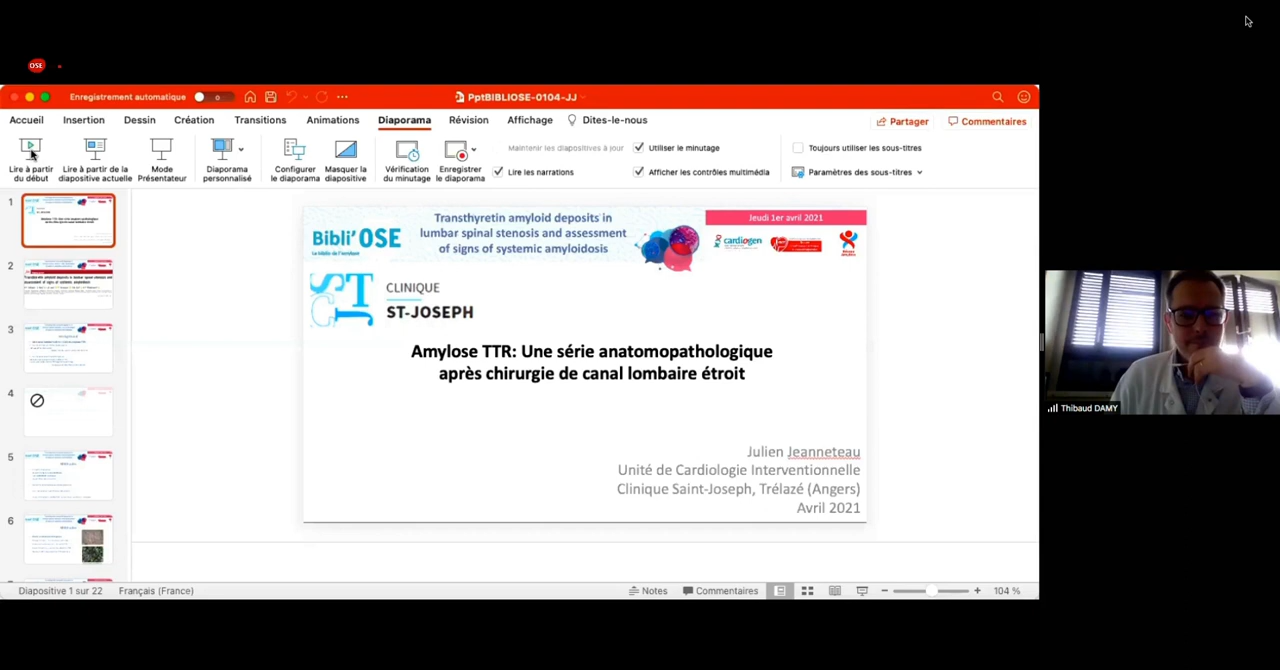 OSE
Enregistrement automatique
PptBIBLIOSE-0104-JJ
Accueil Insertion Dessin Création Transitions Animations Diaporama Révision Affichage Dites-le-nous
Partager Commentaires
Lire à partir du début
Lire à partir de la diapositive actuelle
Mode Présentateur
Diaporama personnalisé
Configurer le diaporama
Masquer la diapositive
Vérification du minutage
Enregistrer le diaporama
Maintenir les diapositives à jour
Utiliser le minutage
Toujours utiliser les sous-titres
Lire les narrations
Afficher les contrôles multimédia
Paramètres des sous-titres
1
2
3
4
5
6
Bibli'OSE
Transthyretin amyloid deposits in
lumbar spinal stenosis and assessment
of signs of systemic amyloidosis
Jeudi 1er avril 2021
cardiogen
CLINIQUE
ST-JOSEPH
Une série anatomopathologique
après chirurgie de canal lombaire étroit
Julien Jeanneteau
Unité de Cardiologie Interventionnelle
Clinique Saint-Joseph, Trélazé (Angers)
Avril 2021
Thibaud DAMY
Diapositive 1 sur 22 Français (France)
Notes Commentaires 104 %